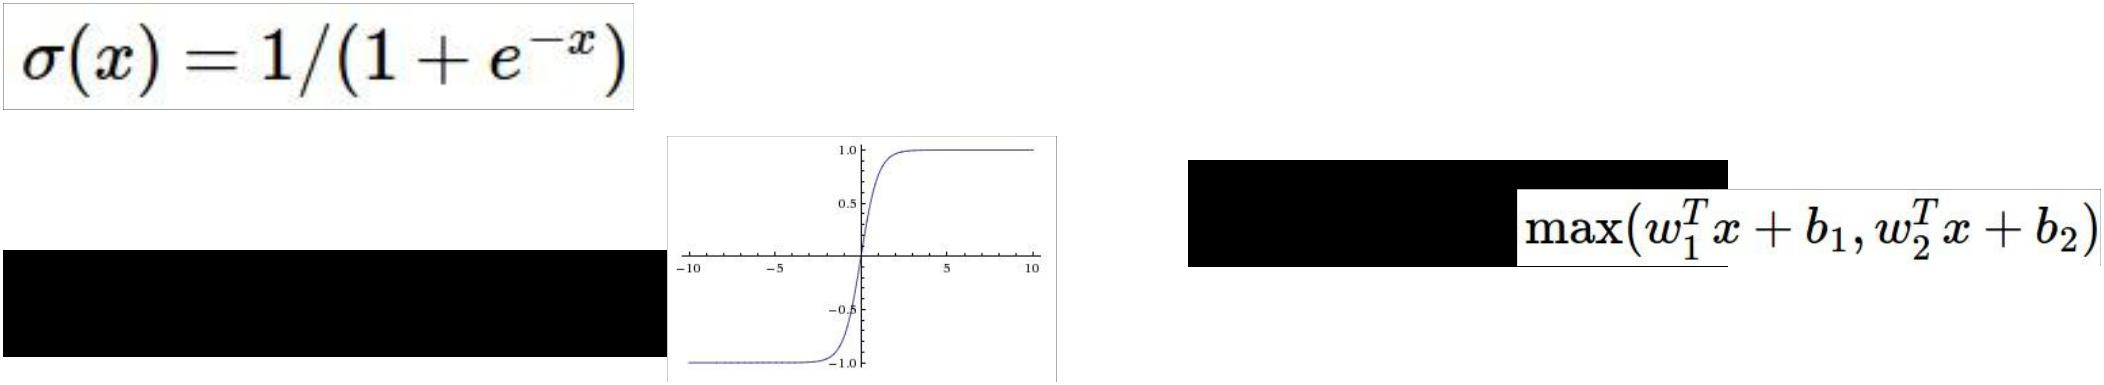 σ(x) = 1/(1 + e^{-x})
1.0
0.5
-10 -5 5 10
-0.5
-1.0
max(w_1^T x + b_1, w_2^T x + b_2)